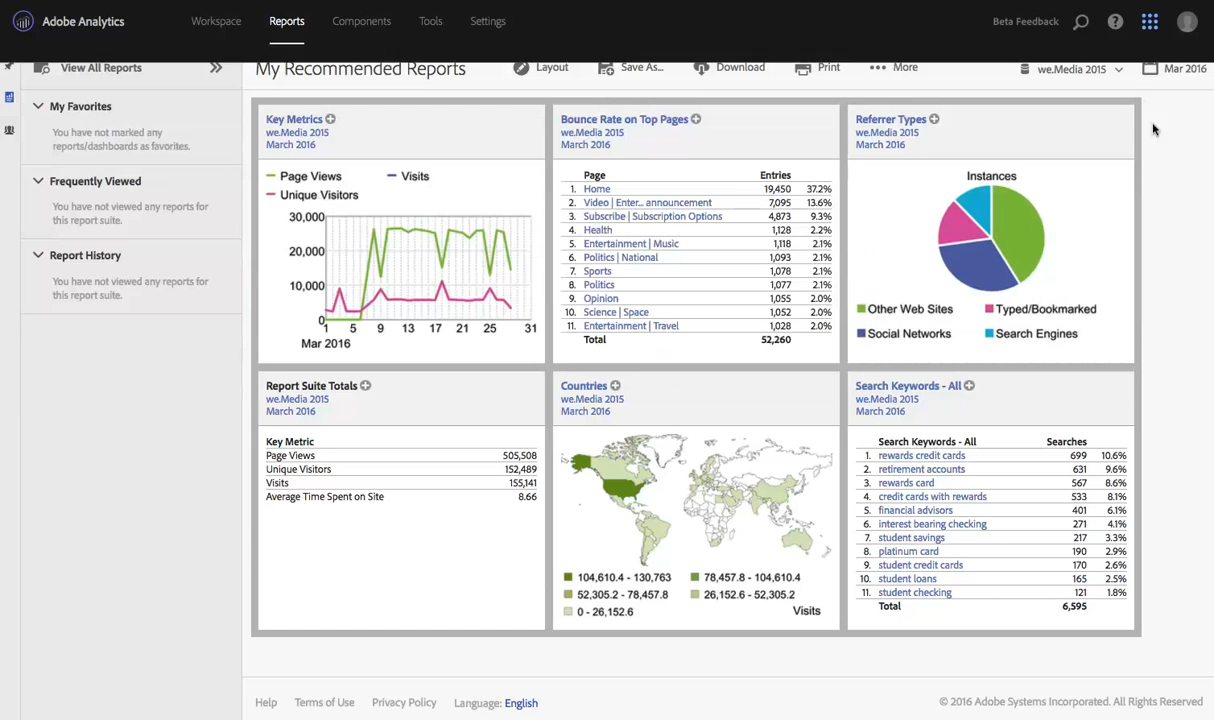 Adobe Analytics
Workspace
Reports
Components
Tools
Settings
Beta Feedback
View All Reports
My Recommended Reports
Layout
Save As...
Download
Print
More
we.Media 2015
Mar 2016
My Favorites
You have not marked any
reports/dashboards as favorites.
Frequently Viewed
You have not viewed any reports for
this report suite.
Report History
You have not viewed any reports for
this report suite.
Key Metrics
we.Media 2015
March 2016
Page Views
Visits
Unique Visitors
30,000
20,000
10,000
0
1 5 9 13 17 21 25 31
Mar 2016
Bounce Rate on Top Pages
we.Media 2015
March 2016
Page Entries
1. Home 19,450 37.2%
2. Video | Enter... announcement 7,095 13.6%
3. Subscribe | Subscription Options 4,873 9.3%
4. Health 1,128 2.2%
5. Entertainment | Music 1,118 2.1%
6. Politics | National 1,093 2.1%
7. Sports 1,078 2.1%
8. Politics 1,077 2.1%
9. Opinion 1,055 2.0%
10. Science | Space 1,052 2.0%
11. Entertainment | Travel 1,028 2.0%
Total 52,260
Referrer Types
we.Media 2015
March 2016
Instances
Other Web Sites
Typed/Bookmarked
Social Networks
Search Engines
Report Suite Totals
we.Media 2015
March 2016
Key Metric
Page Views 505,508
Unique Visitors 152,489
Visits 155,141
Average Time Spent on Site 8.66
Countries
we.Media 2015
March 2016
104,610.4 - 130,763
78,457.8 - 104,610.4
52,305.2 - 78,457.8
26,152.6 - 52,305.2
0 - 26,152.6
Visits
Search Keywords - All
we.Media 2015
March 2016
Search Keywords - All Searches
1. rewards credit cards 699 10.6%
2. retirement accounts 631 9.6%
3. rewards card 567 8.6%
4. credit cards with rewards 533 8.1%
5. financial advisors 401 6.1%
6. interest bearing checking 271 4.1%
7. student savings 217 3.3%
8. platinum card 190 2.9%
9. student credit cards 170 2.6%
10. student loans 165 2.5%
11. student checking 121 1.8%
Total 6,595
Help
Terms of Use
Privacy Policy
Language: English
© 2016 Adobe Systems Incorporated. All Rights Reserved